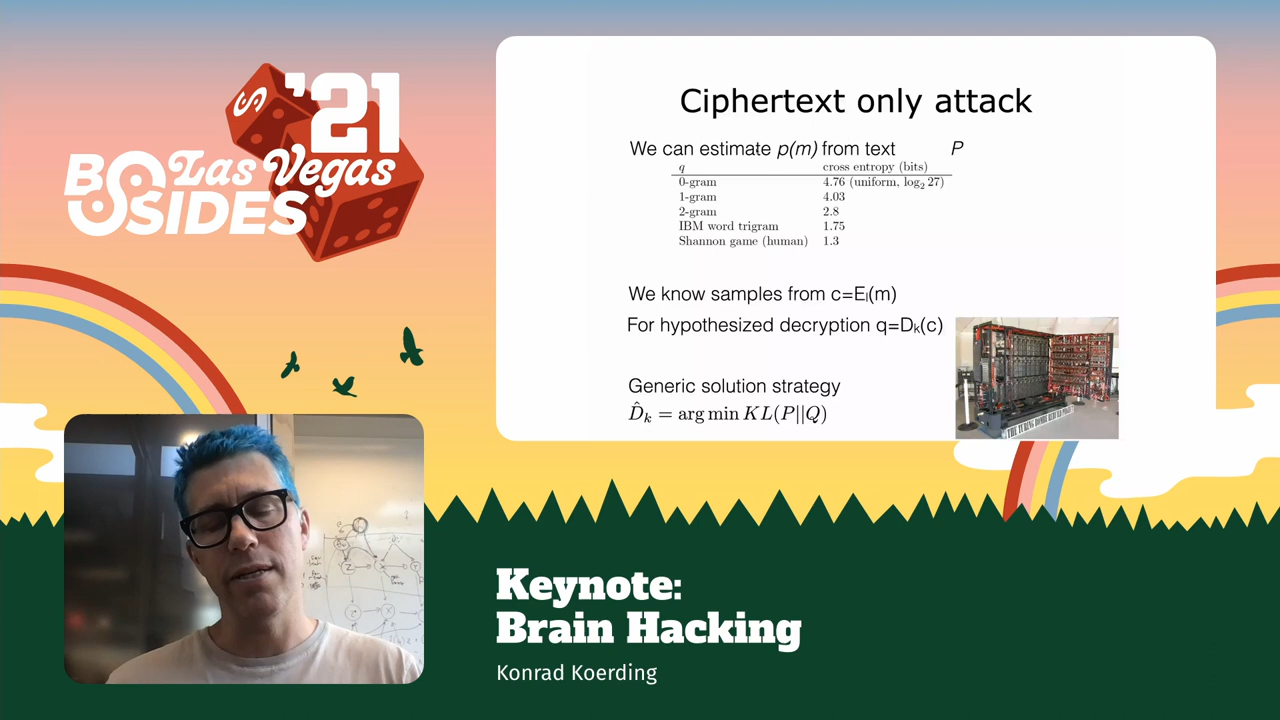 '21
BSIDES
Las Vegas
Ciphertext only attack
We can estimate p(m) from text P
q cross entropy (bits)
0-gram 4.76 (uniform, log₂ 27)
1-gram 4.03
2-gram 2.8
IBM word trigram 1.75
Shannon game (human) 1.3
We know samples from c=Eₗ(m)
For hypothesized decryption q=Dₖ(c)
Generic solution strategy
D̂ₖ = arg min KL(P||Q)
Keynote:
Brain Hacking
Konrad Koerding